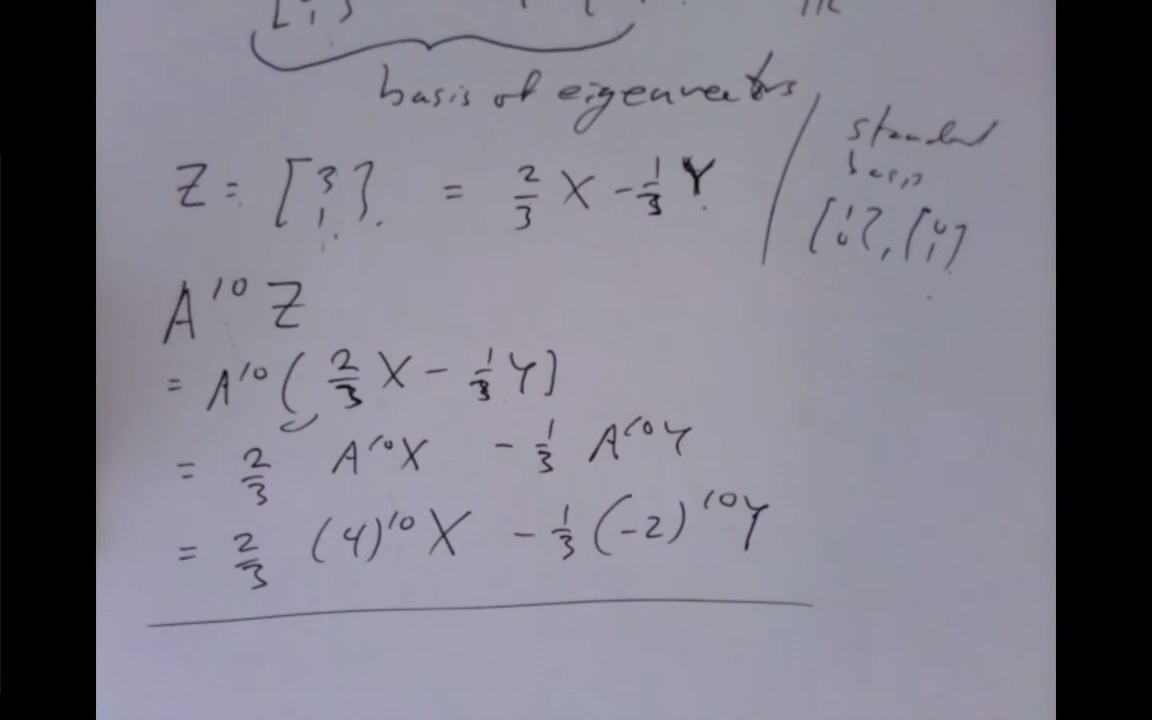 basis of eigenvectors
standard
basis
Z = [3 1] = 2/3 X - 1/3 Y
[1 0], [0 1]
A^10 Z
= A^10 ( 2/3 X - 1/3 Y )
= 2/3 A^10 X - 1/3 A^10 Y
= 2/3 (4)^10 X - 1/3 (-2)^10 Y